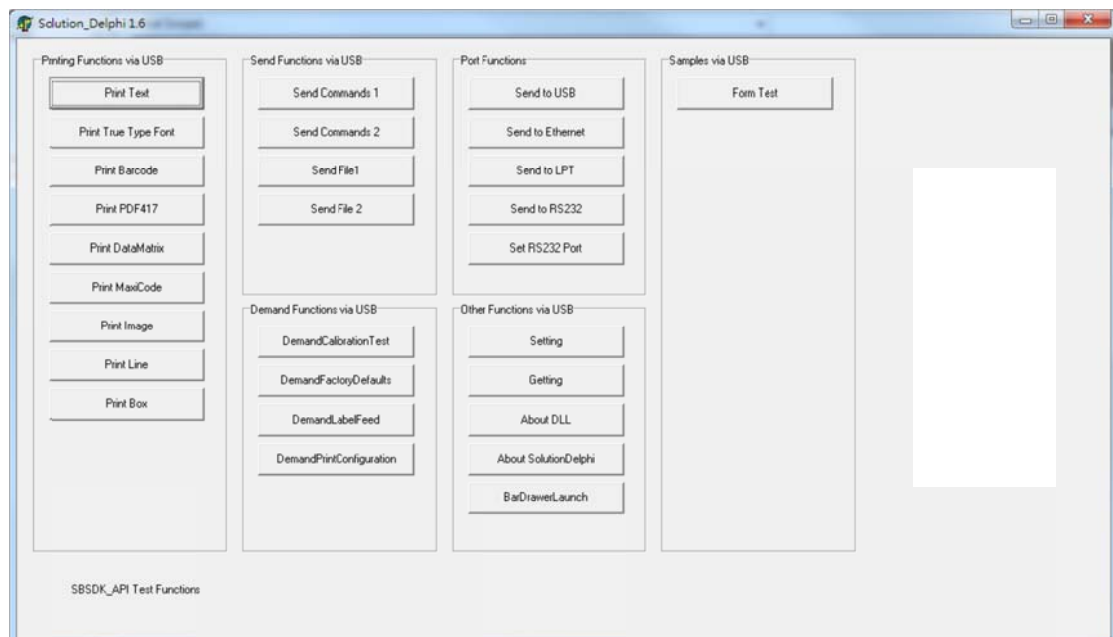 Solution_Delphi 1.6
Printing Functions via USB
Print Text
Print True Type Font
Print Barcode
Print PDF417
Print DataMatrix
Print MaxiCode
Print Image
Print Line
Print Box
Send Functions via USB
Send Commands 1
Send Commands 2
Send File1
Send File 2
Demand Functions via USB
DemandCalibrationTest
DemandFactoryDefaults
DemandLabelFeed
DemandPrintConfiguration
Port Functions
Send to USB
Send to Ethernet
Send to LPT
Send to RS232
Set RS232 Port
Other Functions via USB
Setting
Getting
About DLL
About SolutionDelphi
BarDrawerLaunch
Samples via USB
Form Test
SBSDK_API Test Functions